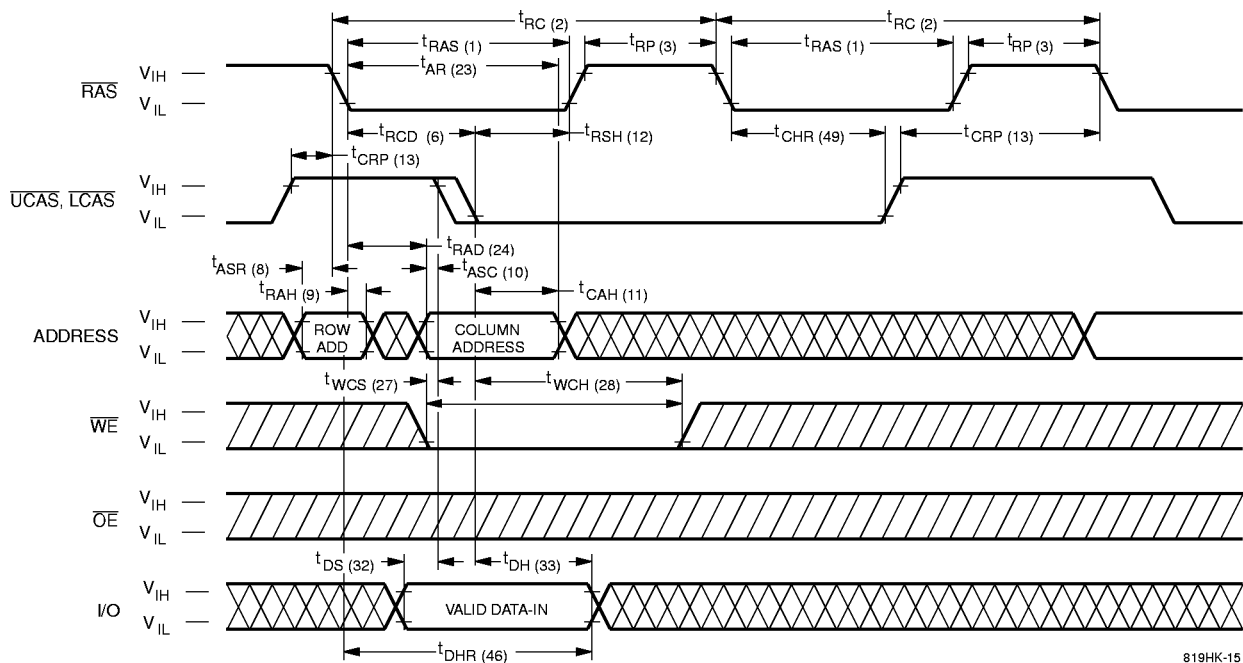 tRC (2) tRC (2)
tRAS (1) tRP (3) tRAS (1) tRP (3)
tAR (23)
RAS VIH
VIL
tRCD (6) tRSH (12) tCHR (49) tCRP (13)
tCRP (13)
UCAS, LCAS VIH
VIL
tRAD (24)
tASR (8) tASC (10)
tRAH (9) tCAH (11)
ADDRESS VIH
VIL
ROW ADD
COLUMN ADDRESS
tWCS (27) tWCH (28)
WE VIH
VIL
OE VIH
VIL
tDS (32) tDH (33)
I/O VIH
VIL
VALID DATA-IN
tDHR (46)
819HK-15